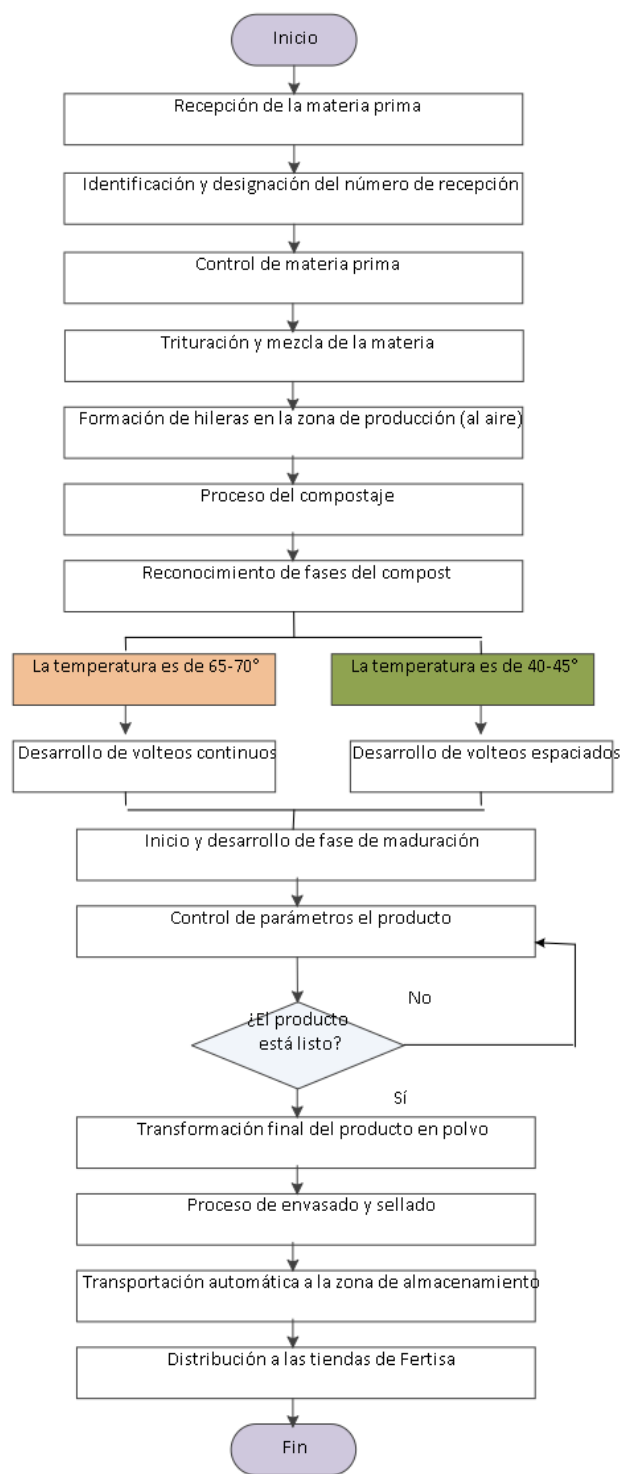 Inicio
Recepción de la materia prima
Identificación y designación del número de recepción
Control de materia prima
Trituración y mezcla de la materia
Formación de hileras en la zona de producción (al aire)
Proceso del compostaje
Reconocimiento de fases del compost
La temperatura es de 65-70°
La temperatura es de 40-45°
Desarrollo de volteos continuos
Desarrollo de volteos espaciados
Inicio y desarrollo de fase de maduración
Control de parámetros el producto
No
¿El producto
está listo?
Sí
Transformación final del producto en polvo
Proceso de envasado y sellado
Transportación automática a la zona de almacenamiento
Distribución a las tiendas de Fertisa
Fin